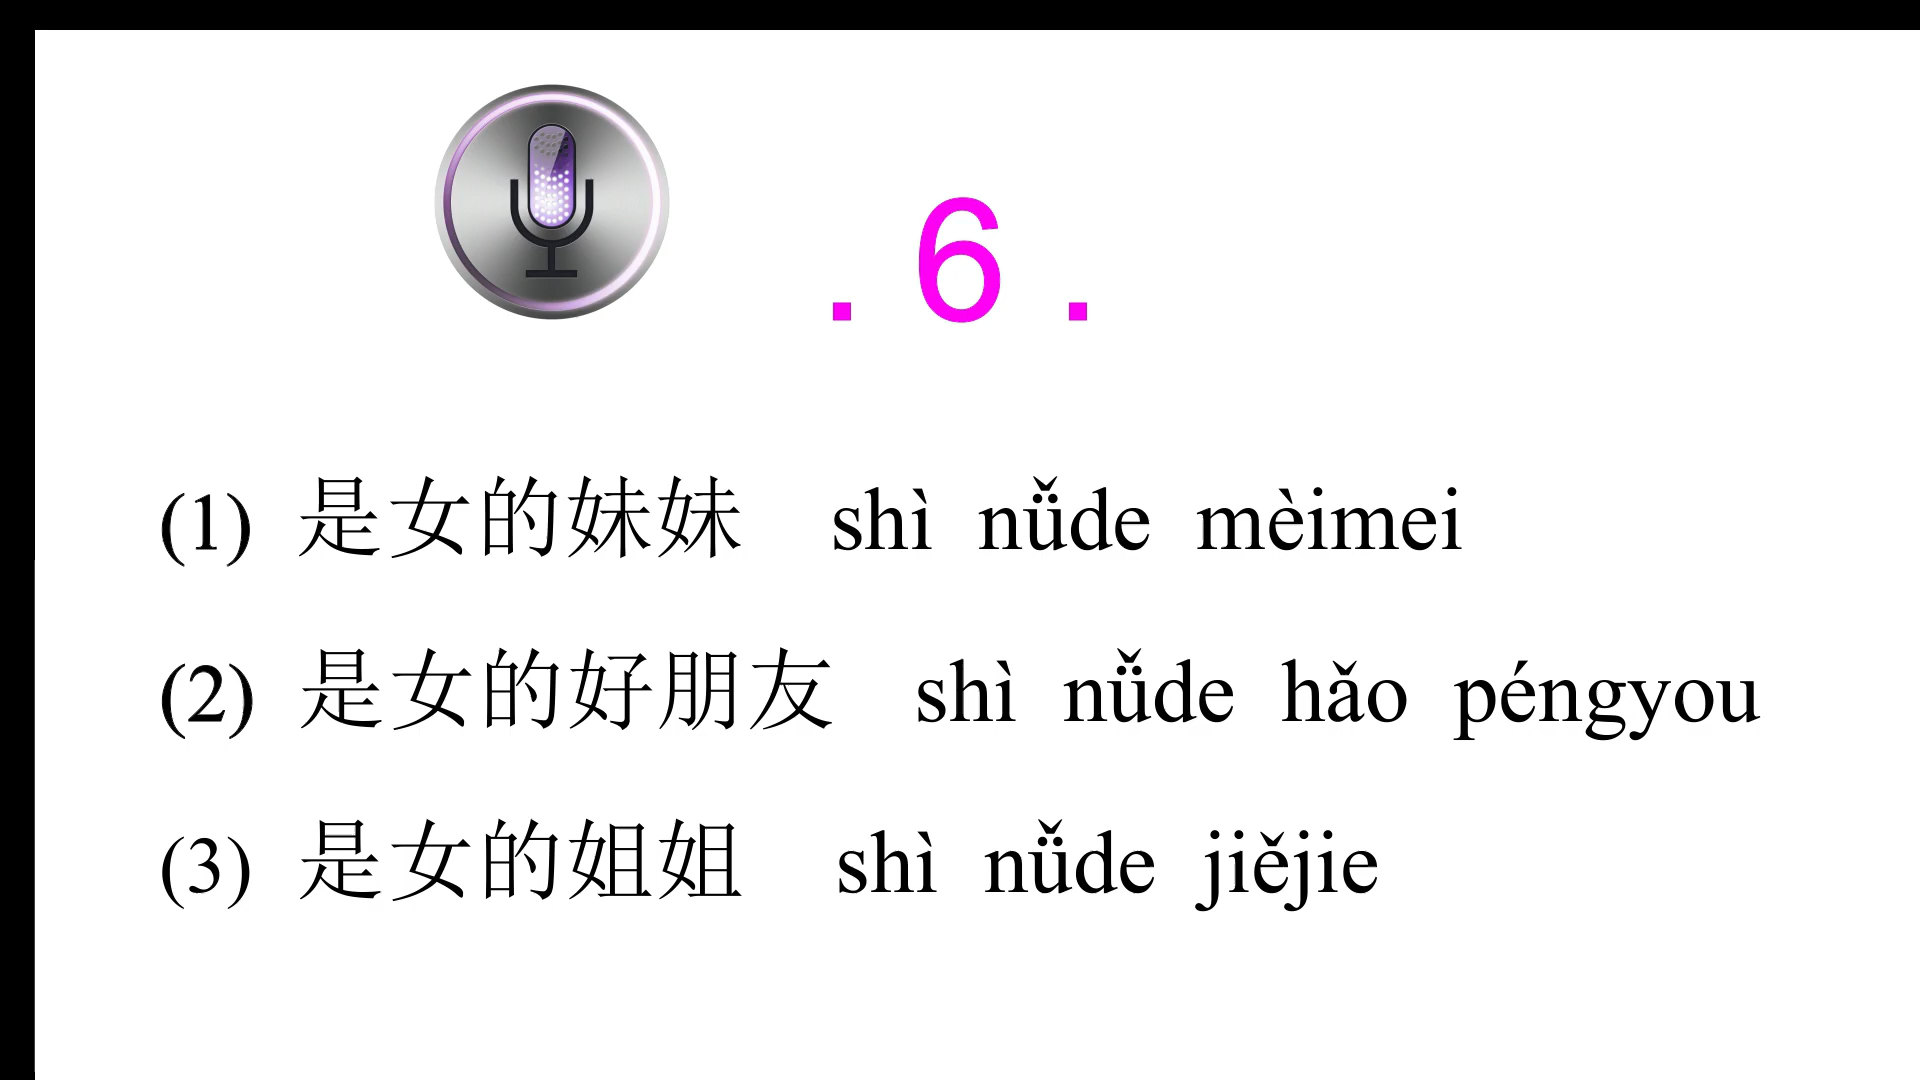 . 6 .
(1) 是女的妹妹 shì nǚde mèimei
(2) 是女的好朋友 shì nǚde hǎo péngyou
(3) 是女的姐姐 shì nǚde jiějie